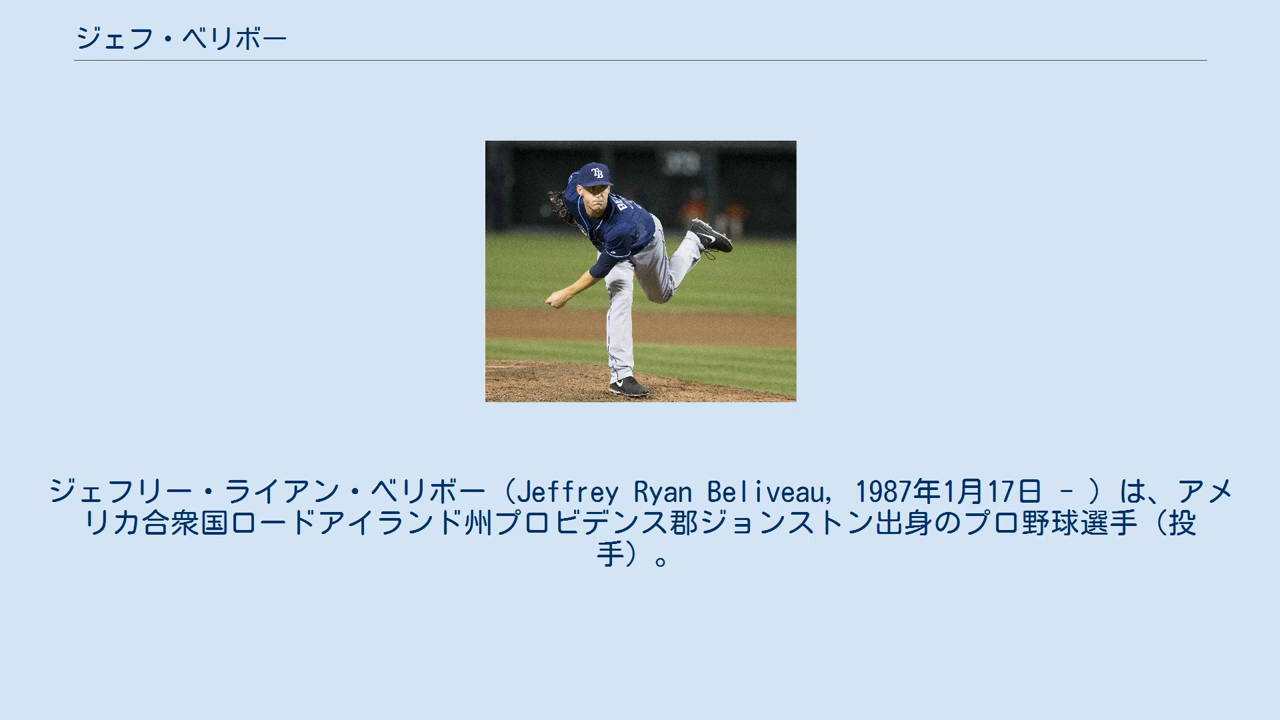 ジェフ・ベリボー
TB
ジェフリー・ライアン・ベリボー（Jeffrey Ryan Beliveau, 1987年1月17日 - ）は、アメ
リカ合衆国ロードアイランド州プロビデンス郡ジョンストン出身のプロ野球選手（投
手）。